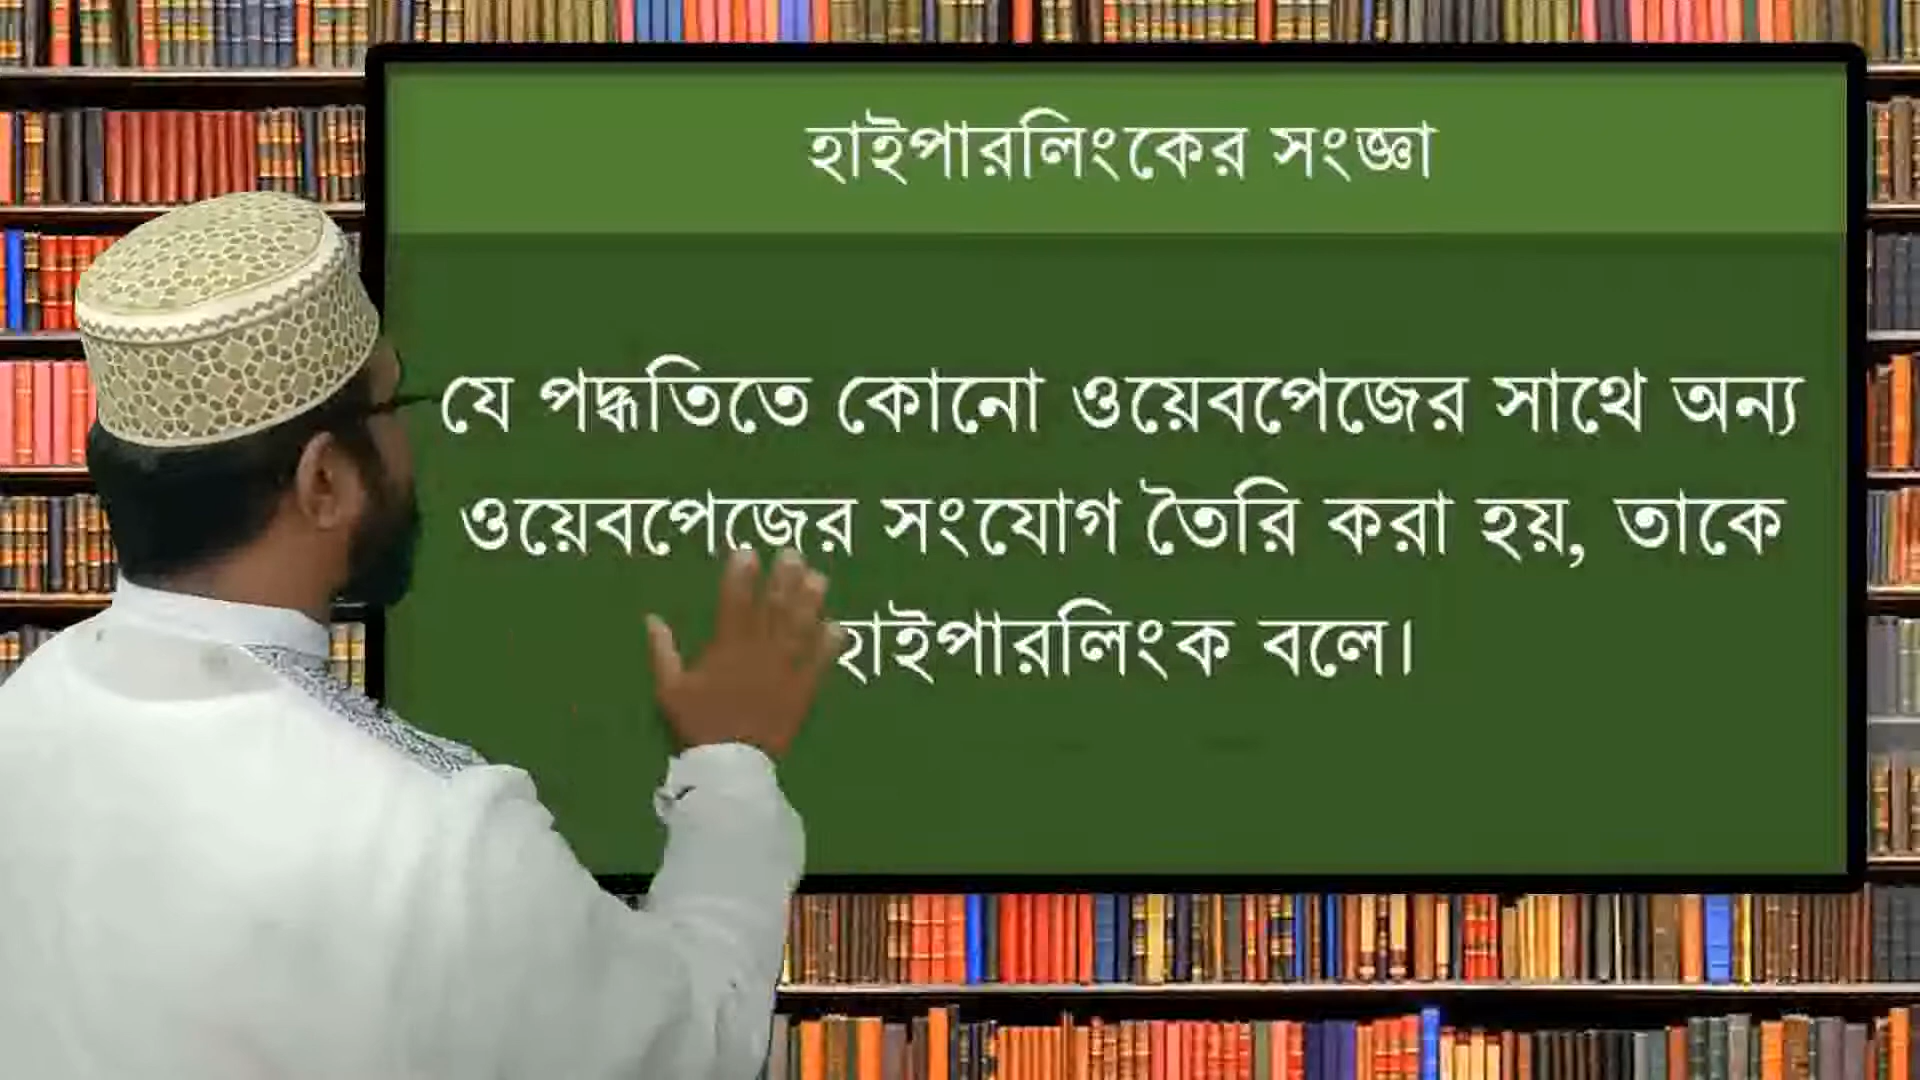 হাইপারলিংকের সংজ্ঞা
যে পদ্ধতিতে কোনো ওয়েবপেজের সাথে অন্য
ওয়েবপেজের সংযোগ তৈরি করা হয়, তাকে
হাইপারলিংক বলে।